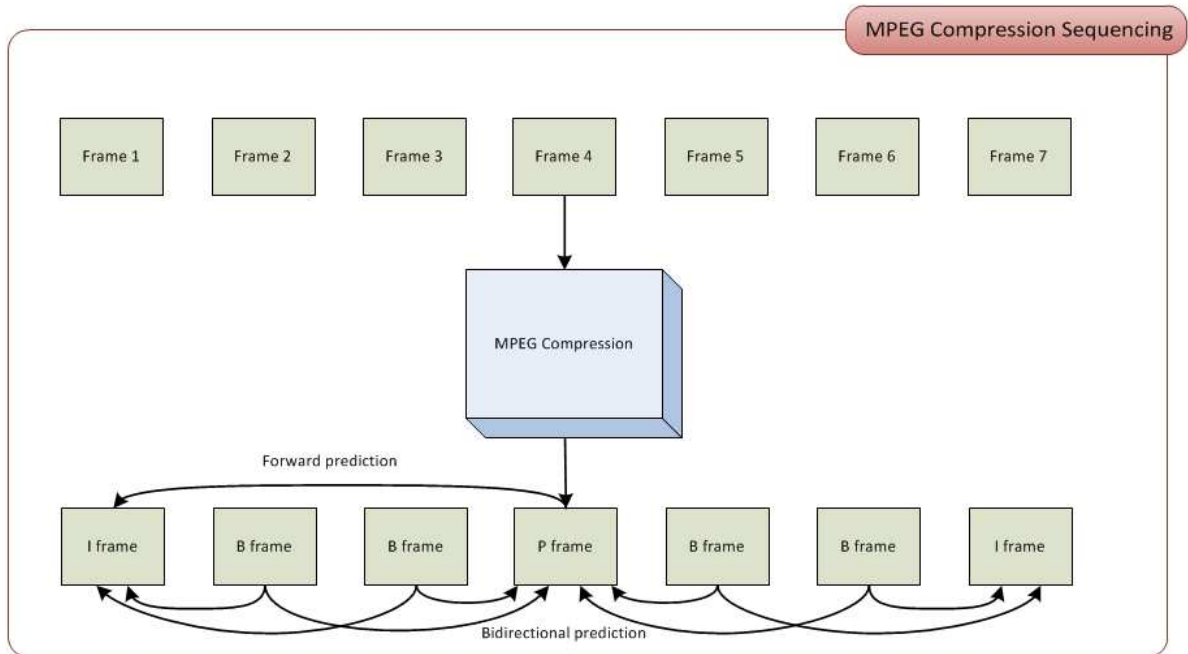 MPEG Compression Sequencing
Frame 1
Frame 2
Frame 3
Frame 4
Frame 5
Frame 6
Frame 7
MPEG Compression
Forward prediction
I frame
B frame
B frame
P frame
B frame
B frame
I frame
Bidirectional prediction